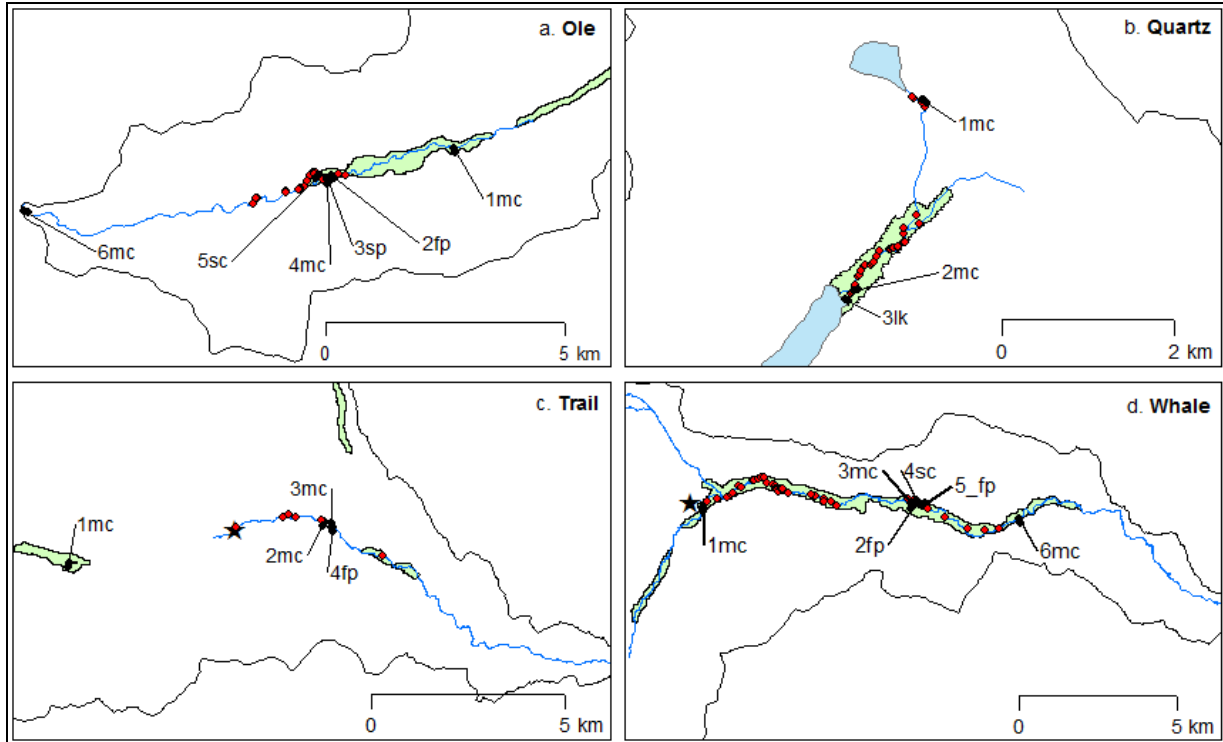 a. Ole
1mc
2fp
3sp
4mc
5sc
6mc
0 5 km
b. Quartz
1mc
2mc
3lk
0 2 km
c. Trail
3mc
1mc
2mc
4fp
0 5 km
d. Whale
3mc
4sc
5_fp
1mc
2fp
6mc
0 5 km